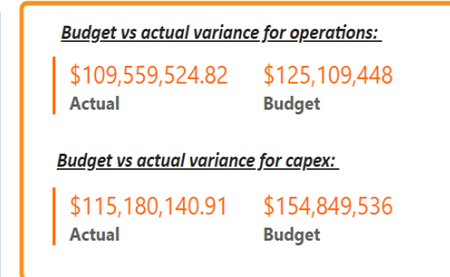 Budget vs actual variance for operations:
$109,559,524.82 $125,109,448
Actual Budget
Budget vs actual variance for capex:
$115,180,140.91 $154,849,536
Actual Budget